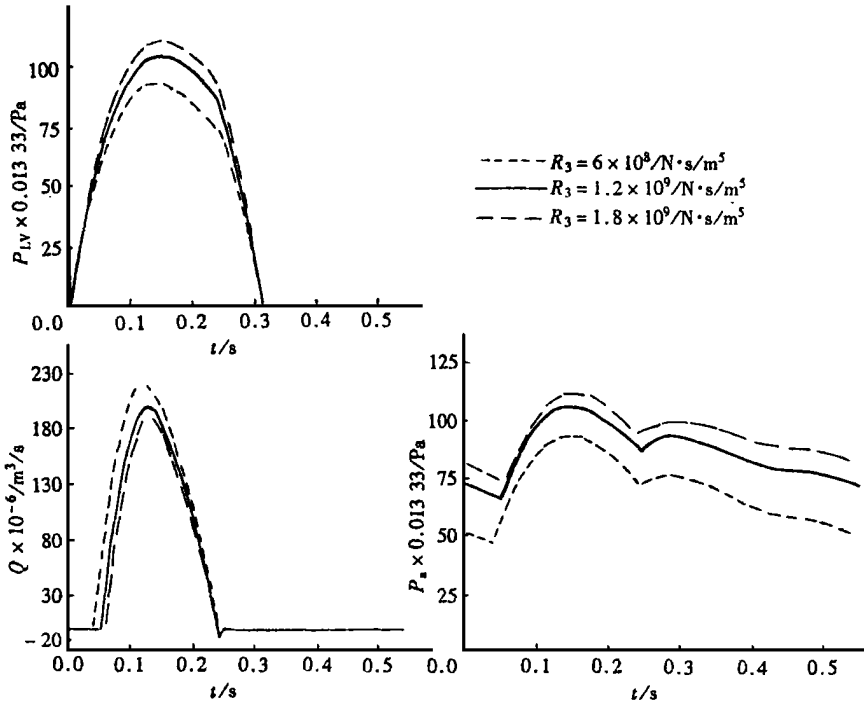 P_LV × 0.013 33/Pa
100
75
50
25
0.0 0.1 0.2 0.3 0.4 0.5
t/s
R₃ = 6 × 10⁸/N·s/m⁵
R₃ = 1.2 × 10⁹/N·s/m⁵
R₃ = 1.8 × 10⁹/N·s/m⁵
Q × 10⁻⁶/m³/s
230
180
130
80
30
−20
0.0 0.1 0.2 0.3 0.4 0.5
t/s
P_a × 0.013 33/Pa
125
100
75
50
25
0.0 0.1 0.2 0.3 0.4 0.5
t/s